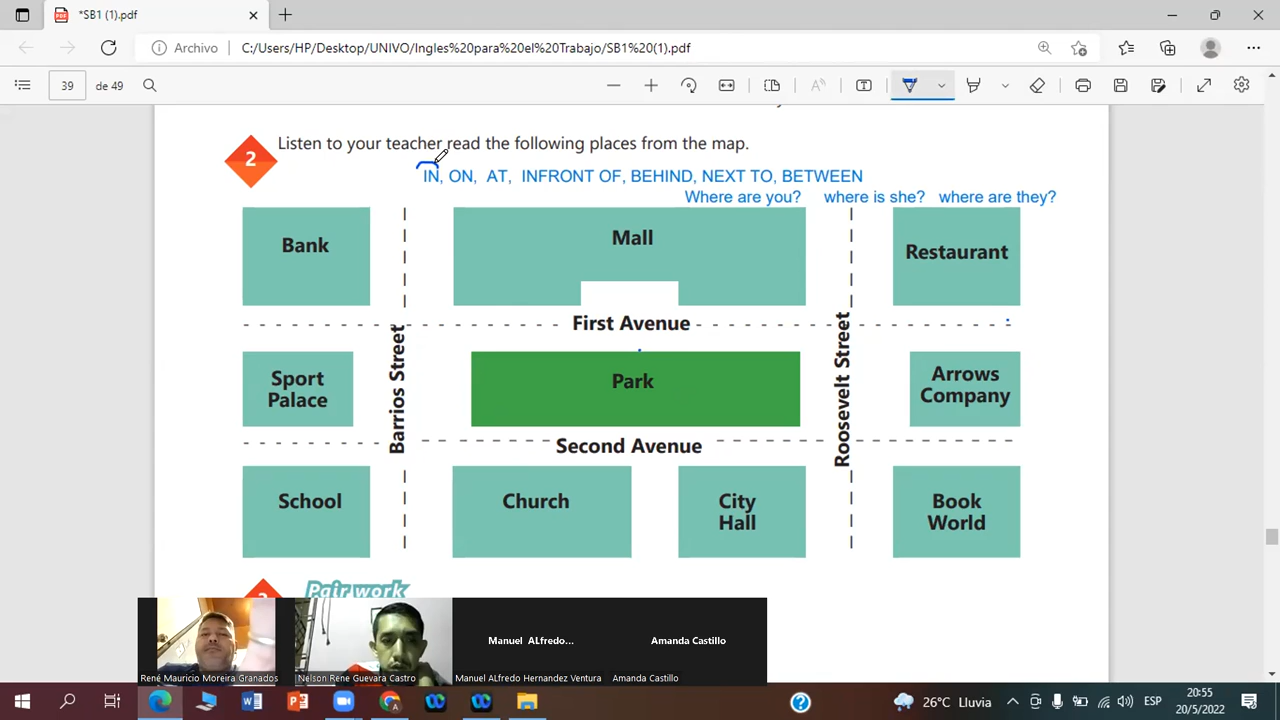 *SB1 (1).pdf
Archivo C:/Users/HP/Desktop/UNIVO/Ingles%20para%20el%20Trabajo/SB1%20(1).pdf
39 de 49
2 Listen to your teacher read the following places from the map.
IN, ON, AT, INFRONT OF, BEHIND, NEXT TO, BETWEEN
Where are you? where is she? where are they?
Bank Mall Restaurant
First Avenue
Barrios Street
Roosevelt Street
Sport Palace
Park
Arrows Company
Second Avenue
School Church City Hall Book World
Pair work
Manuel ALfredo... Amanda Castillo
René Mauricio Moreira Granados Nelson Rene Guevara Castro Manuel ALfredo Hernandez Ventura Amanda Castillo
26°C Lluvia ESP 20:55
20/5/2022